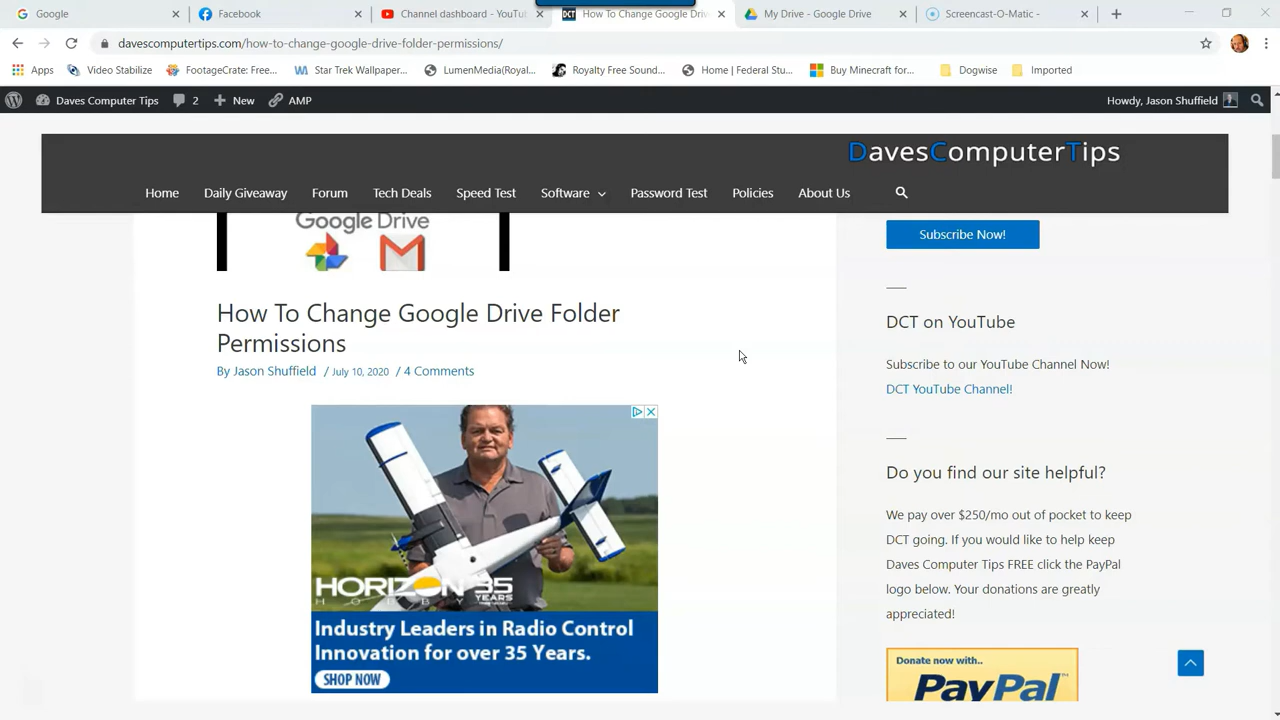 Google
Facebook
Channel dashboard - YouTu
How To Change Google Drive Fold
My Drive - Google Drive
Screencast-O-Matic -
davescomputertips.com/how-to-change-google-drive-folder-permissions/
Apps
Video Stabilize
FootageCrate: Free...
Star Trek Wallpaper...
LumenMedia(Royal...
Royalty Free Sound...
Home | Federal Stu...
Buy Minecraft for...
Dogwise
Imported
Daves Computer Tips
2
New
AMP
Howdy, Jason Shuffield
DavesComputerTips
Home
Daily Giveaway
Forum
Tech Deals
Speed Test
Software
Password Test
Policies
About Us
Google Drive
How To Change Google Drive Folder
Permissions
By Jason Shuffield / July 10, 2020 / 4 Comments
HORIZON 35
HOBBY YEARS
Industry Leaders in Radio Control
Innovation for over 35 Years.
SHOP NOW
Subscribe Now!
DCT on YouTube
Subscribe to our YouTube Channel Now!
DCT YouTube Channel!
Do you find our site helpful?
We pay over $250/mo out of pocket to keep
DCT going. If you would like to help keep
Daves Computer Tips FREE click the PayPal
logo below. Your donations are greatly
appreciated!
Donate now with..
PayPal